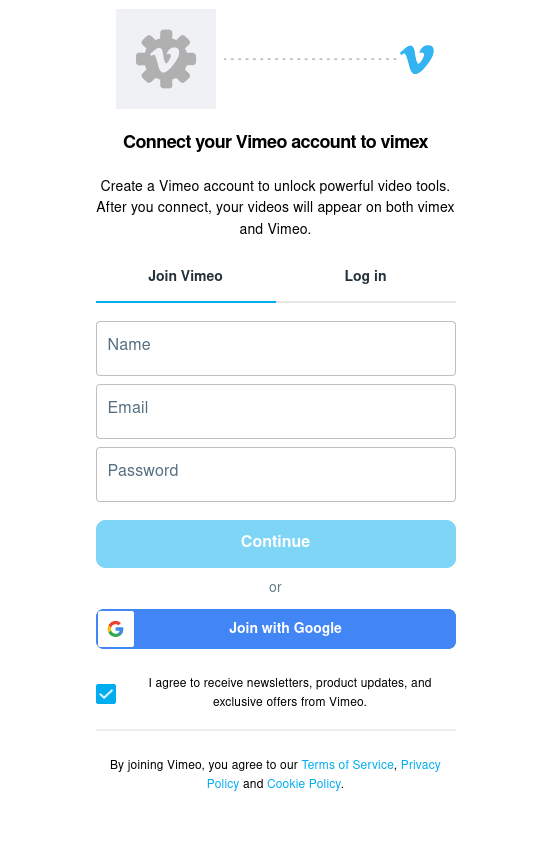 Connect your Vimeo account to vimex
Create a Vimeo account to unlock powerful video tools.
After you connect, your videos will appear on both vimex
and Vimeo.
Join Vimeo
Log in
Name
Email
Password
Continue
or
Join with Google
I agree to receive newsletters, product updates, and
exclusive offers from Vimeo.
By joining Vimeo, you agree to our Terms of Service, Privacy
Policy and Cookie Policy.